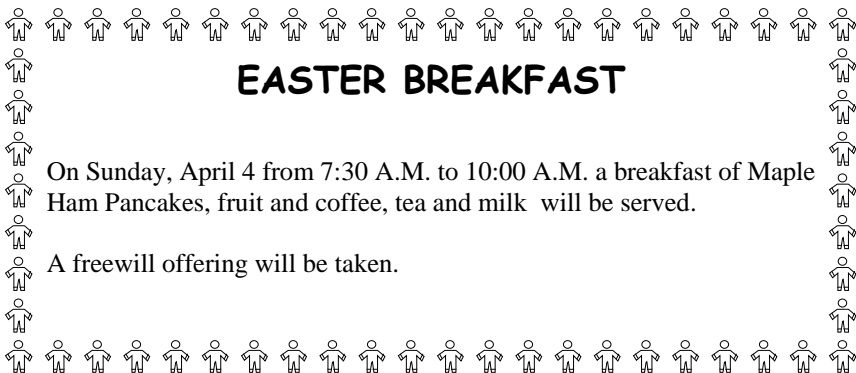 EASTER BREAKFAST
On Sunday, April 4 from 7:30 A.M. to 10:00 A.M. a breakfast of Maple
Ham Pancakes, fruit and coffee, tea and milk  will be served.
A freewill offering will be taken.